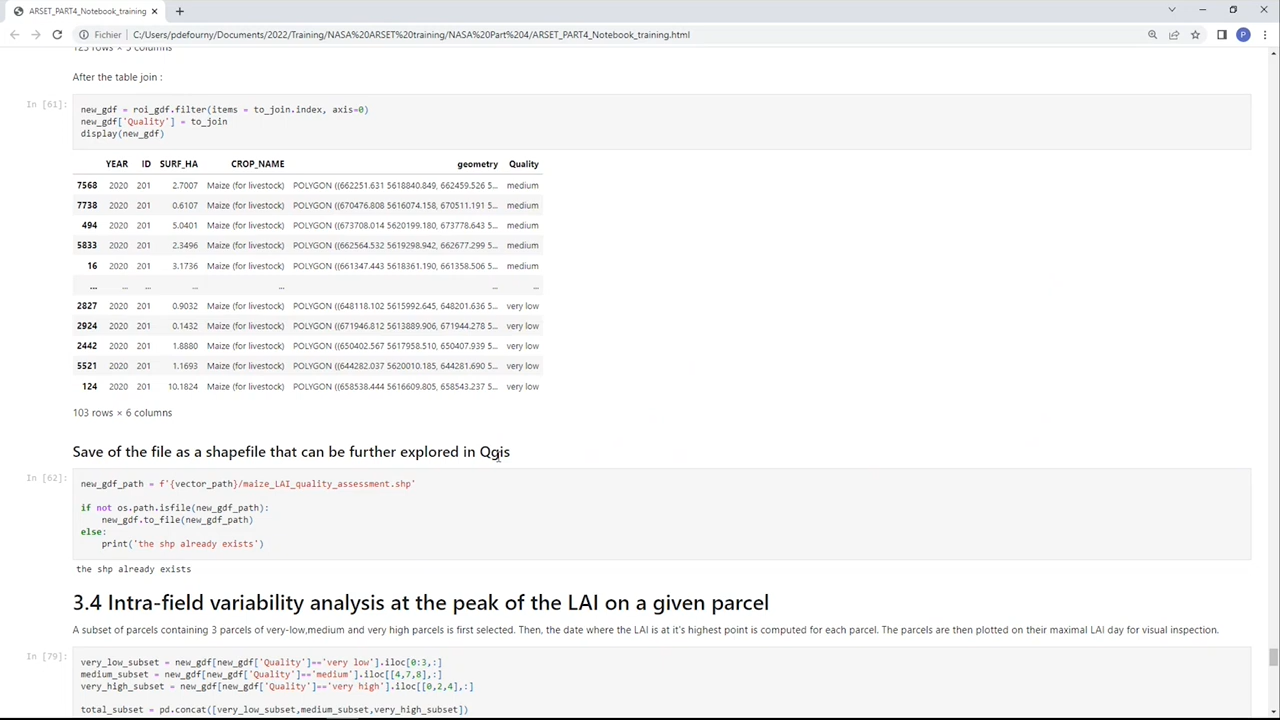 ARSET_PART4_Notebook_training
Fichier C:/Users/pdefourny/Documents/2022/Training/NASA%20ARSET%20training/NASA%20Part%204/ARSET_PART4_Notebook_training.html
P
123 rows × 5 columns
After the table join :
In [61]:
new_gdf = roi_gdf.filter(items = to_join.index, axis=0)
new_gdf['Quality'] = to_join
display(new_gdf)
YEAR ID SURF_HA CROP_NAME geometry Quality
7568 2020 201 2.7007 Maize (for livestock) POLYGON ((662251.631 5618840.849, 662459.526 5... medium
7738 2020 201 0.6107 Maize (for livestock) POLYGON ((670476.808 5616074.158, 670511.191 5... medium
494 2020 201 5.0401 Maize (for livestock) POLYGON ((673708.014 5620199.180, 673778.643 5... medium
5833 2020 201 2.3496 Maize (for livestock) POLYGON ((662564.532 5619298.942, 662677.299 5... medium
16 2020 201 3.1736 Maize (for livestock) POLYGON ((661347.443 5618361.190, 661358.506 5... medium
... ... ... ... ... ... ...
2827 2020 201 0.9032 Maize (for livestock) POLYGON ((648118.102 5615992.645, 648201.636 5... very low
2924 2020 201 0.1432 Maize (for livestock) POLYGON ((671946.812 5613889.906, 671944.278 5... very low
2442 2020 201 1.8880 Maize (for livestock) POLYGON ((650402.567 5617958.510, 650407.939 5... very low
5521 2020 201 1.1693 Maize (for livestock) POLYGON ((644282.037 5620010.185, 644281.690 5... very low
124 2020 201 10.1824 Maize (for livestock) POLYGON ((658538.444 5616609.805, 658543.237 5... very low
103 rows × 6 columns
Save of the file as a shapefile that can be further explored in Qgis
In [62]:
new_gdf_path = f'{vector_path}/maize_LAI_quality_assessment.shp'
if not os.path.isfile(new_gdf_path):
new_gdf.to_file(new_gdf_path)
else:
print('the shp already exists')
the shp already exists
3.4 Intra-field variability analysis at the peak of the LAI on a given parcel
A subset of parcels containing 3 parcels of very-low,medium and very high parcels is first selected. Then, the date where the LAI is at it's highest point is computed for each parcel. The parcels are then plotted on their maximal LAI day for visual inspection.
In [79]:
very_low_subset = new_gdf[new_gdf['Quality']=='very low'].iloc[0:3,:]
medium_subset = new_gdf[new_gdf['Quality']=='medium'].iloc[[4,7,8],:]
very_high_subset = new_gdf[new_gdf['Quality']=='very high'].iloc[[0,2,4],:]
total_subset = pd.concat([very_low_subset,medium_subset,very_high_subset])